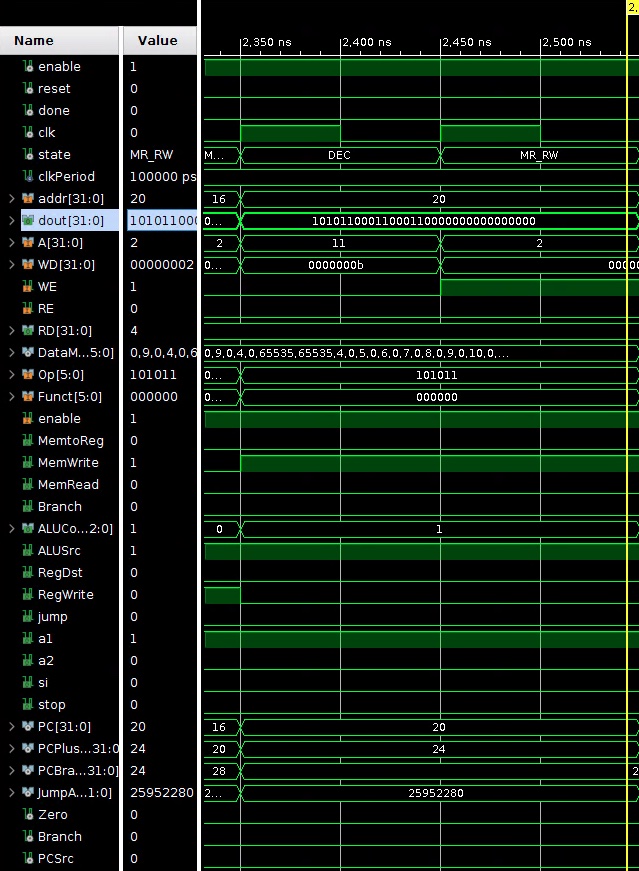 2,
Name Value 2,350 ns 2,400 ns 2,450 ns 2,500 ns
enable 1
reset 0
done 0
clk 0
state MR_RW M... DEC MR_RW
clkPeriod 100000 ps
addr[31:0] 20 16 20
dout[31:0] 101011000 0... 10101100011000110000000000000000
A[31:0] 2 2 11 2
WD[31:0] 00000002 0... 0000000b 0000
WE 1
RE 0
RD[31:0] 4
DataM...5:0] 0,9,0,4,0,6 0,9,0,4,0,65535,65535,4,0,5,0,6,0,7,0,8,0,9,0,10,0,...
Op[5:0] 101011 0... 101011
Funct[5:0] 000000 0... 000000
enable 1
MemtoReg 0
MemWrite 1
MemRead 0
Branch 0
ALUCo...2:0] 1 0 1
ALUSrc 1
RegDst 0
RegWrite 0
jump 0
a1 1
a2 0
si 0
stop 0
PC[31:0] 20 16 20
PCPlus...31:0 24 20 24
PCBra...31:0] 24 28 2
JumpA...1:0] 25952280 2... 25952280
Zero 0
Branch 0
PCSrc 0